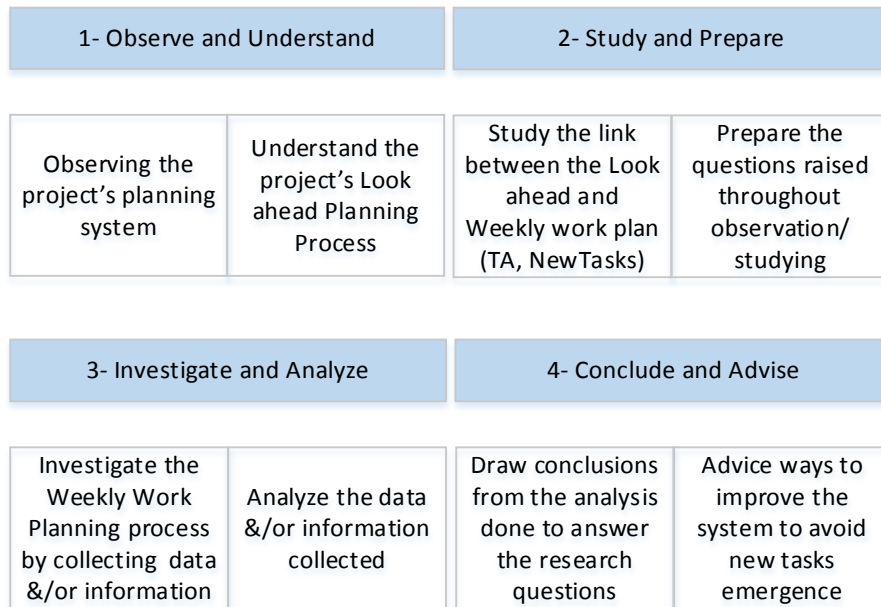 1- Observe and Understand
2- Study and Prepare
Observing the
project's planning
system
Understand the
project's Look
ahead Planning
Process
Study the link
between the Look
ahead and
Weekly work plan
(TA, NewTasks)
Prepare the
questions raised
throughout
observation/
studying
3- Investigate and Analyze
4- Conclude and Advise
Investigate the
Weekly Work
Planning process
by collecting data
&/or information
Analyze the data
&/or information
collected
Draw conclusions
from the analysis
done to answer
the research
questions
Advice ways to
improve the
system to avoid
new tasks
emergence